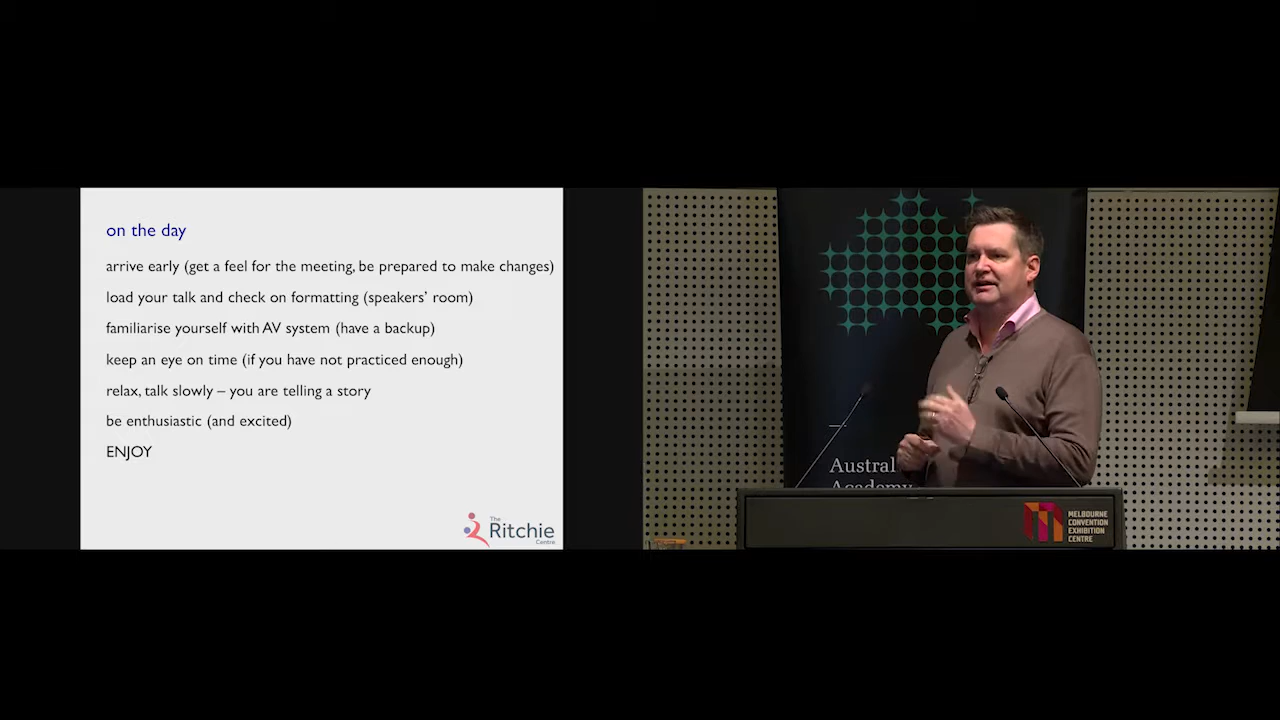 on the day
arrive early (get a feel for the meeting, be prepared to make changes)
load your talk and check on formatting (speakers' room)
familiarise yourself with AV system (have a backup)
keep an eye on time (if you have not practiced enough)
relax, talk slowly – you are telling a story
be enthusiastic (and excited)
ENJOY
The
Ritchie
Centre
Austral
Academy
MELBOURNE
CONVENTION
EXHIBITION
CENTRE